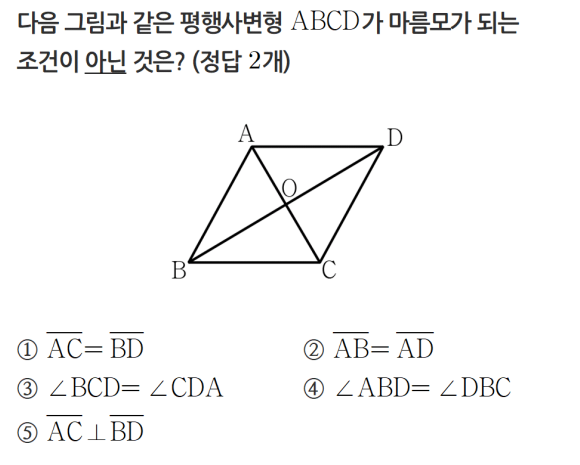 다음 그림과 같은 평행사변형 ABCD가 마름모가 되는
조건이 아닌 것은? (정답 2개)
A
D
O
B
C
① AC= BD ② AB= AD
③ ∠BCD= ∠CDA ④ ∠ABD= ∠DBC
⑤ AC⊥BD